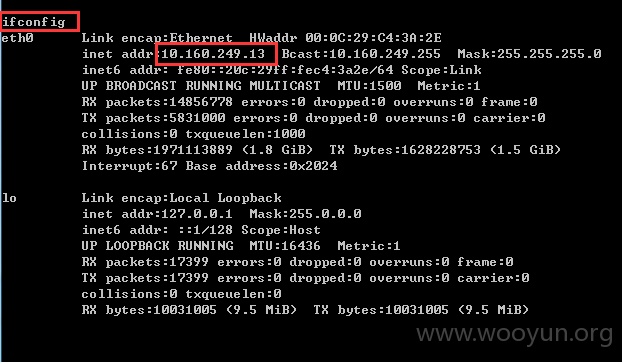 ifconfig
eth0 Link encap:Ethernet HWaddr 00:0C:29:C4:3A:2E
inet addr:10.160.249.13 Bcast:10.160.249.255 Mask:255.255.255.0
inet6 addr: fe80::20c:29ff:fec4:3a2e/64 Scope:Link
UP BROADCAST RUNNING MULTICAST MTU:1500 Metric:1
RX packets:14856778 errors:0 dropped:0 overruns:0 frame:0
TX packets:5831000 errors:0 dropped:0 overruns:0 carrier:0
collisions:0 txqueuelen:1000
RX bytes:1971113889 (1.8 GiB) TX bytes:1628228753 (1.5 GiB)
Interrupt:67 Base address:0x2024
lo Link encap:Local Loopback
inet addr:127.0.0.1 Mask:255.0.0.0
inet6 addr: ::1/128 Scope:Host
UP LOOPBACK RUNNING MTU:16436 Metric:1
RX packets:17399 errors:0 dropped:0 overruns:0 frame:0
TX packets:17399 errors:0 dropped:0 overruns:0 carrier:0
collisions:0 txqueuelen:0
RX bytes:10031005 (9.5 MiB) TX bytes:10031005 (9.5 MiB)
www.wooyun.org